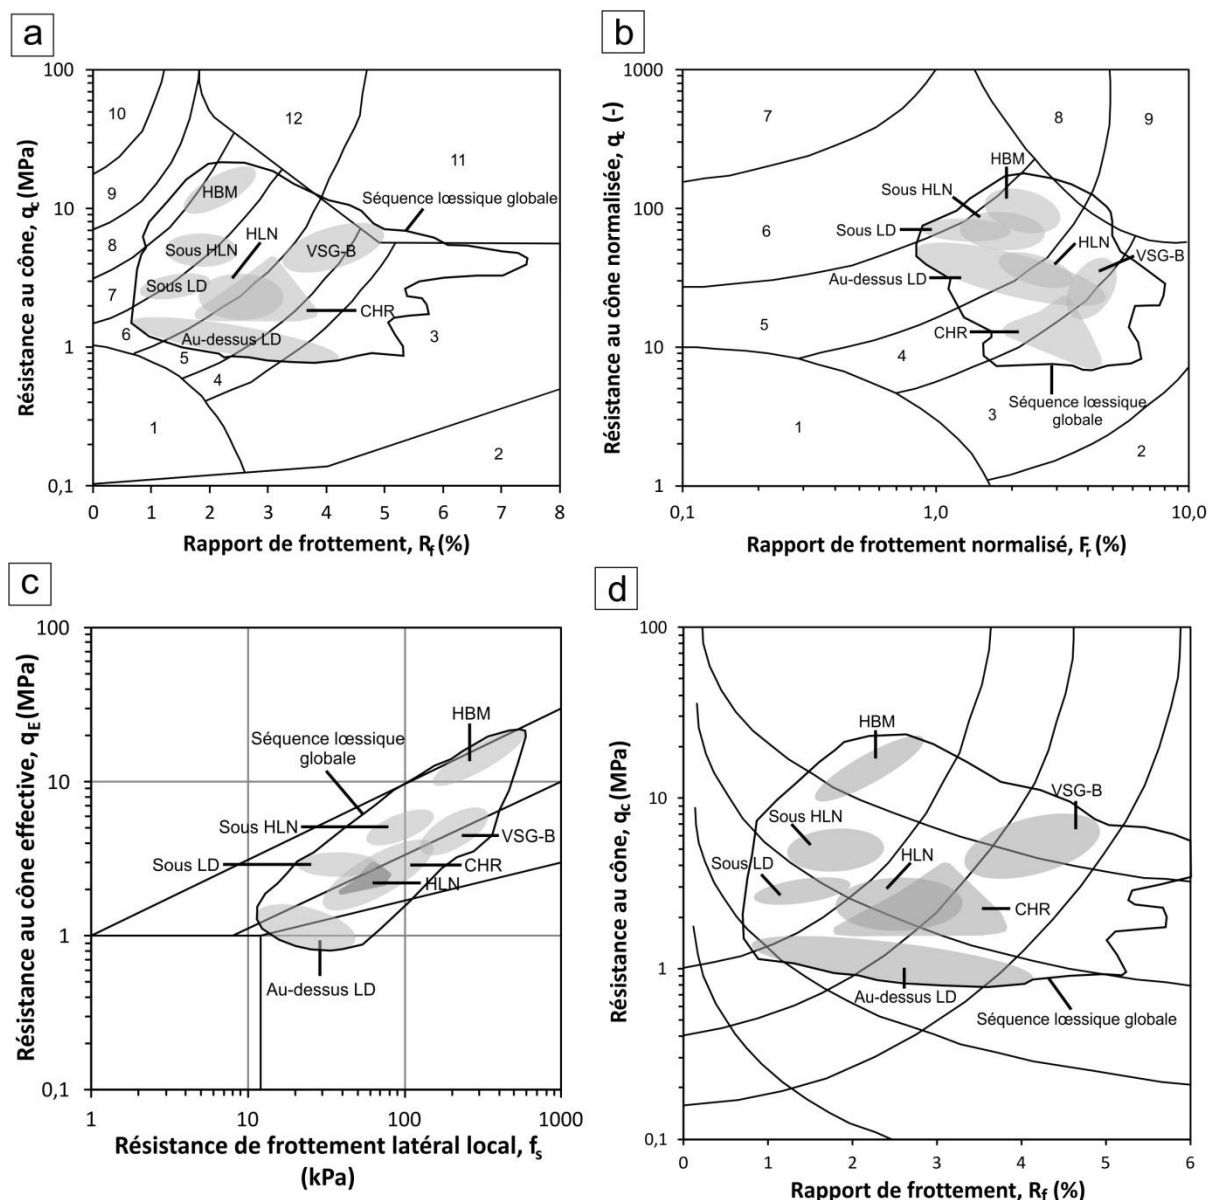 a
Résistance au cône, qc (MPa)
100
10
1
0,1
10
12
11
9
8
7
6
5
4
3
1
2
HBM
Séquence lœssique globale
Sous HLN
HLN
VSG-B
Sous LD
CHR
Au-dessus LD
0 1 2 3 4 5 6 7 8
Rapport de frottement, Rf (%)
b
Résistance au cône normalisée, qc (-)
1000
100
10
1
7
8
9
6
5
4
3
1
2
HBM
Sous HLN
Sous LD
HLN
VSG-B
Au-dessus LD
CHR
Séquence lœssique
globale
0,1 1,0 10,0
Rapport de frottement normalisé, Fr (%)
c
Résistance au cône effective, qE (MPa)
100
10
1
0,1
HBM
Séquence lœssique
globale
Sous HLN
VSG-B
Sous LD
CHR
HLN
Au-dessus LD
1 10 100 1000
Résistance de frottement latéral local, fs
(kPa)
d
Résistance au cône, qc (MPa)
100
10
1
0,1
HBM
VSG-B
Sous HLN
HLN
Sous LD
CHR
Au-dessus LD
Séquence lœssique globale
0 1 2 3 4 5 6
Rapport de frottement, Rf (%)